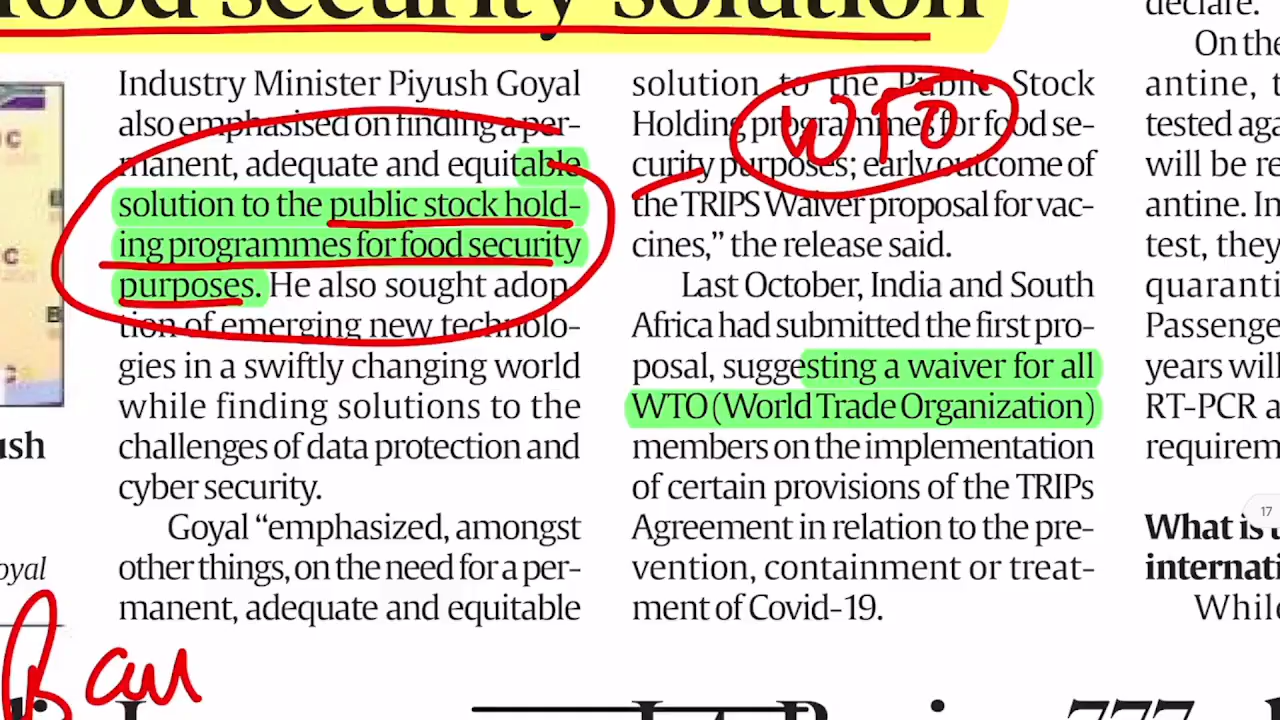 food security solution
Industry Minister Piyush Goyal
also emphasised on finding a per-
manent, adequate and equitable
solution to the public stock hold-
ing programmes for food security
purposes. He also sought adop-
tion of emerging new technolo-
gies in a swiftly changing world
while finding solutions to the
challenges of data protection and
cyber security.
Goyal “emphasized, amongst
other things, on the need for a per-
manent, adequate and equitable
solution to the Public Stock
Holding programmes for food se-
curity purposes; early outcome of
the TRIPS Waiver proposal for vac-
cines,” the release said.
Last October, India and South
Africa had submitted the first pro-
posal, suggesting a waiver for all
WTO (World Trade Organization)
members on the implementation
of certain provisions of the TRIPs
Agreement in relation to the pre-
vention, containment or treat-
ment of Covid-19.
WTO
declare.
On the
antine, t
tested aga
will be re
antine. In
test, they
quaranti
Passenge
years will
RT-PCR a
requirem
17
What is
internati
While
ush
oyal
777